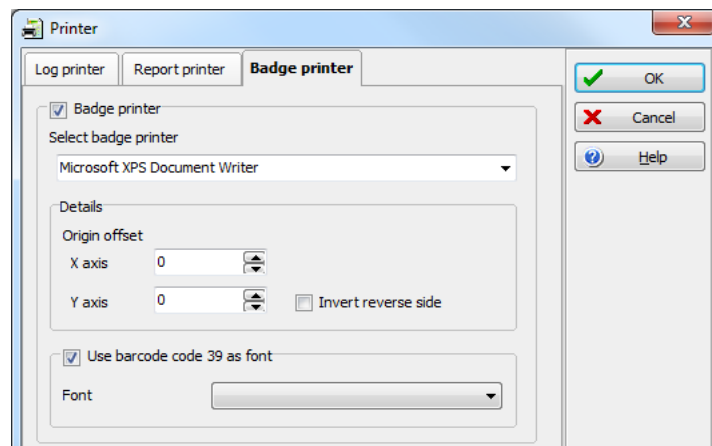 Printer
Log printer Report printer Badge printer
OK
Cancel
Help
Badge printer
Select badge printer
Microsoft XPS Document Writer
Details
Origin offset
X axis 0
Y axis 0 Invert reverse side
Use barcode code 39 as font
Font